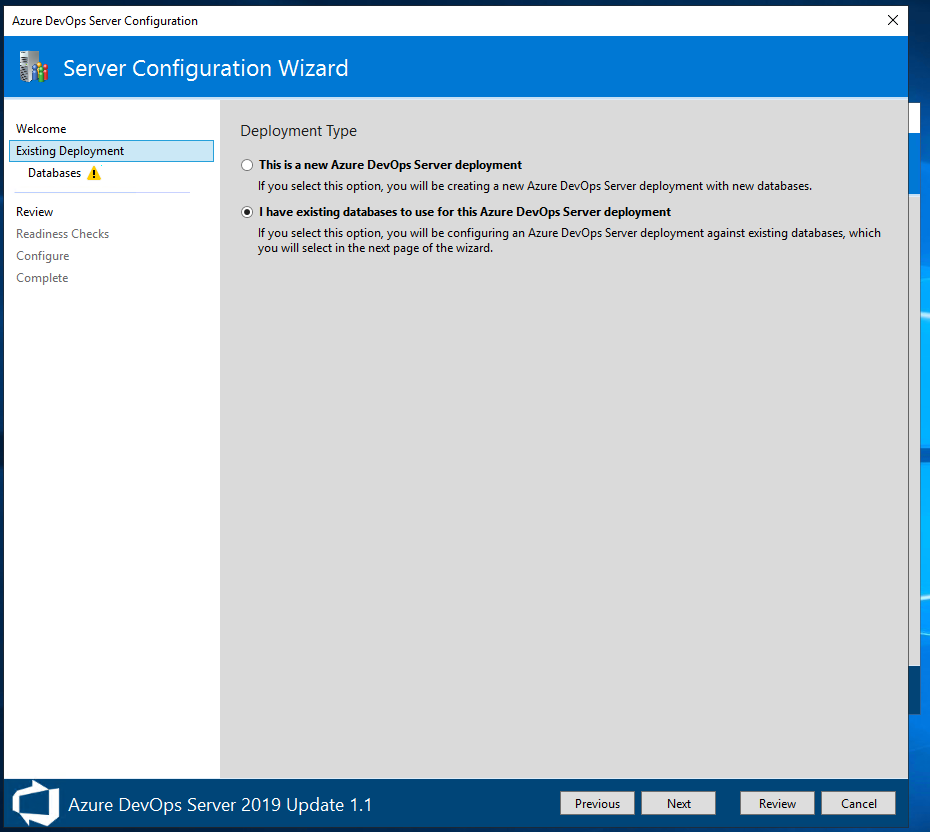 Azure DevOps Server Configuration
Server Configuration Wizard
Welcome
Existing Deployment
Databases
Review
Readiness Checks
Configure
Complete
Deployment Type
This is a new Azure DevOps Server deployment
If you select this option, you will be creating a new Azure DevOps Server deployment with new databases.
I have existing databases to use for this Azure DevOps Server deployment
If you select this option, you will be configuring an Azure DevOps Server deployment against existing databases, which
you will select in the next page of the wizard.
Azure DevOps Server 2019 Update 1.1
Previous
Next
Review
Cancel